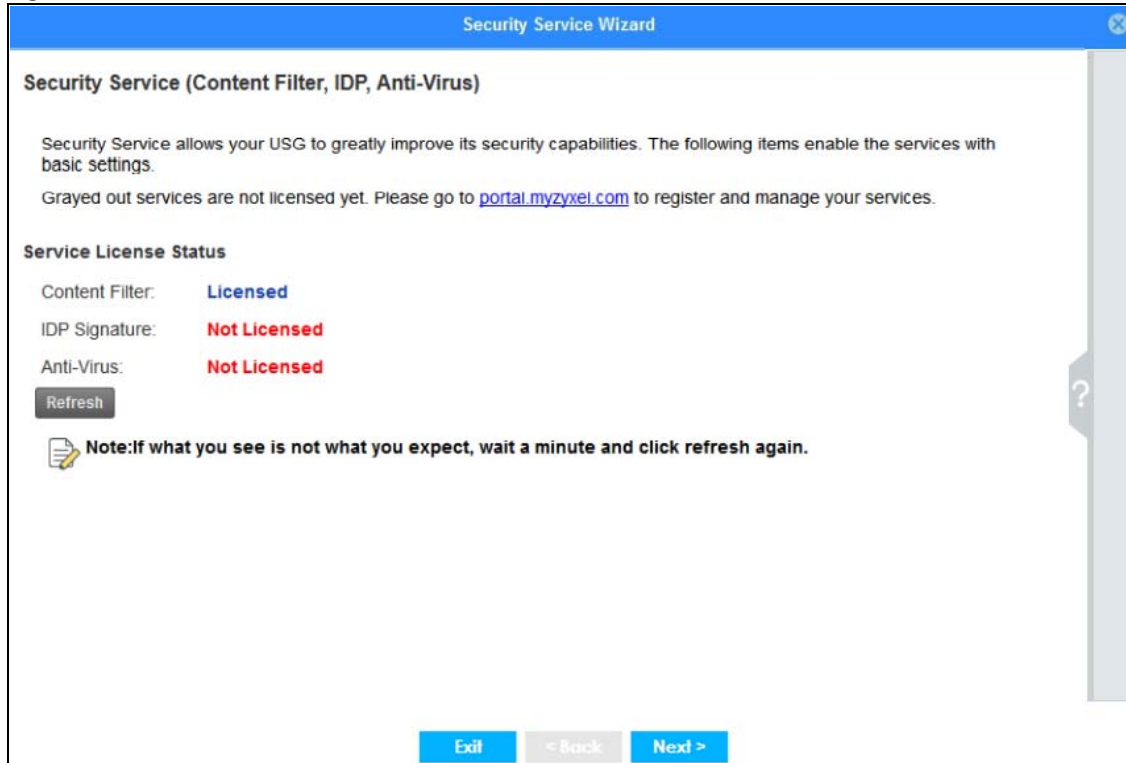 Security Service Wizard
Security Service (Content Filter, IDP, Anti-Virus)
Security Service allows your USG to greatly improve its security capabilities. The following items enable the services with
basic settings.
Grayed out services are not licensed yet. Please go to portal.myzyxel.com to register and manage your services.
Service License Status
Content Filter: Licensed
IDP Signature: Not Licensed
Anti-Virus: Not Licensed
Refresh
Note:If what you see is not what you expect, wait a minute and click refresh again.
?
Exit < Back Next >